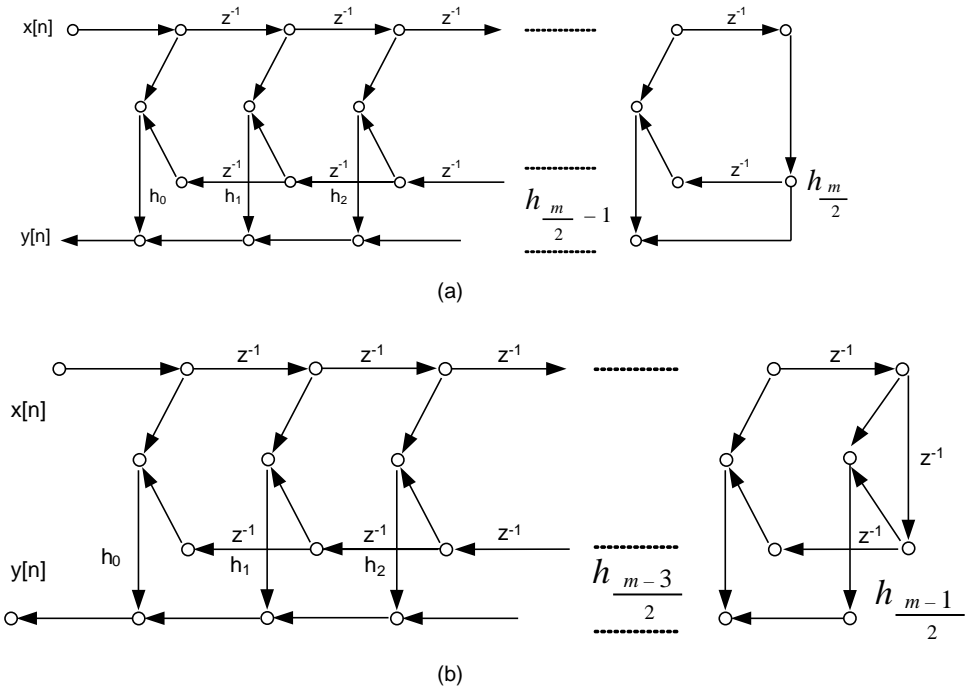 x[n] z⁻¹ z⁻¹ z⁻¹ z⁻¹
z⁻¹ z⁻¹ z⁻¹ z⁻¹
h₀ h₁ h₂ h_{m/2 - 1} h_{m/2}
y[n]
(a)
z⁻¹ z⁻¹ z⁻¹ z⁻¹
x[n]
z⁻¹
z⁻¹ z⁻¹ z⁻¹ z⁻¹
h₀ h₁ h₂ h_{(m-3)/2} h_{(m-1)/2}
y[n]
(b)